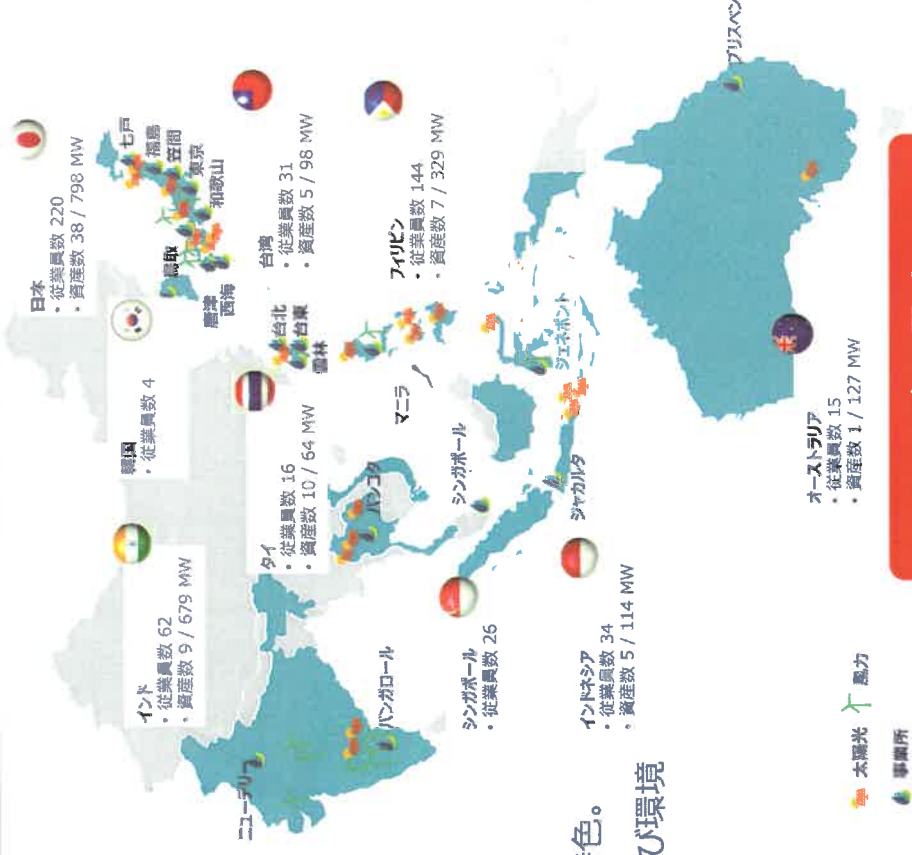 日本
・従業員数 220
・資産数 38 / 798 MW
韓国
・従業員数 4
七戸
福島
笠間
東京
和歌山
鳥取
唐津
西海
台湾
・従業員数 31
・資産数 5 / 98 MW
台北
台東
雲林
フィリピン
・従業員数 144
・資産数 7 / 329 MW
マニラ
インド
・従業員数 62
・資産数 9 / 679 MW
ニューデリー
バンガロール
タイ
・従業員数 16
・資産数 10 / 64 MW
バンコク
シンガポール
シンガポール
・従業員数 26
インドネシア
・従業員数 34
・資産数 5 / 114 MW
ジャカルタ
ジェネポント
オーストラリア
・従業員数 15
・資産数 1 / 127 MW
ブリスベン
色。
び環境
太陽光
風力
事業所